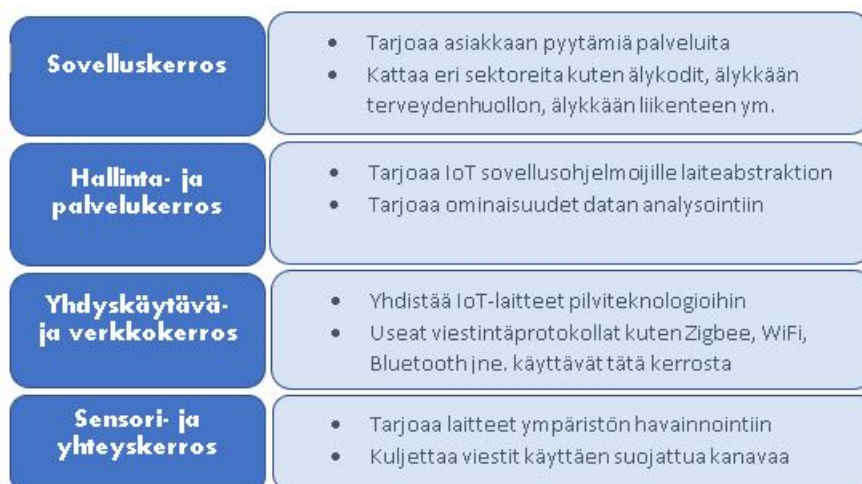 Sovelluskerros
• Tarjoaa asiakkaan pyytämiä palveluita
• Kattaa eri sektoreita kuten älykodit, älykkään
terveydenhuollon, älykkään liikenteen ym.
Hallinta- ja
palvelukerros
• Tarjoaa IoT sovellusohjelmoijille laiteabstraktion
• Tarjoaa ominaisuudet datan analysointiin
Yhdyskäytävä-
ja verkkokerros
• Yhdistää IoT-laitteet pilviteknologioihin
• Useat viestintäprotokollat kuten Zigbee, WiFi,
Bluetooth jne. käyttävät tätä kerrosta
Sensori- ja
yhteyskerros
• Tarjoaa laitteet ympäristön havainnointiin
• Kuljettaa viestit käyttäen suojattua kanavaa